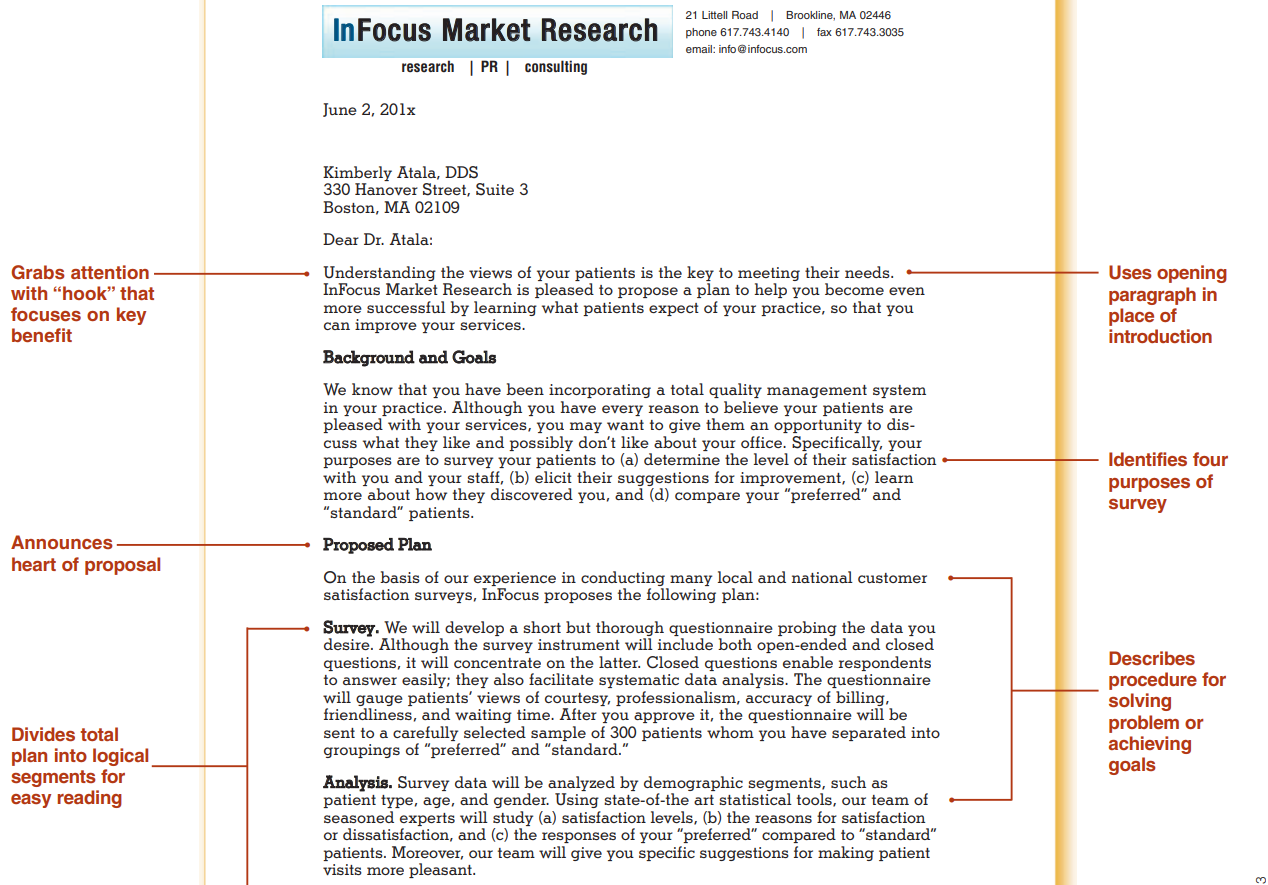 InFocus Market Research
research | PR | consulting
21 Littell Road | Brookline, MA 02446
phone 617.743.4140 | fax 617.743.3035
email: info@infocus.com
June 2, 201x
Kimberly Atala, DDS
330 Hanover Street, Suite 3
Boston, MA 02109
Dear Dr. Atala:
Grabs attention
with “hook” that
focuses on key
benefit
Understanding the views of your patients is the key to meeting their needs.
InFocus Market Research is pleased to propose a plan to help you become even
more successful by learning what patients expect of your practice, so that you
can improve your services.
Uses opening
paragraph in
place of
introduction
Background and Goals
We know that you have been incorporating a total quality management system
in your practice. Although you have every reason to believe your patients are
pleased with your services, you may want to give them an opportunity to dis-
cuss what they like and possibly don’t like about your office. Specifically, your
purposes are to survey your patients to (a) determine the level of their satisfaction
with you and your staff, (b) elicit their suggestions for improvement, (c) learn
more about how they discovered you, and (d) compare your “preferred” and
“standard” patients.
Identifies four
purposes of
survey
Announces
heart of proposal
Proposed Plan
On the basis of our experience in conducting many local and national customer
satisfaction surveys, InFocus proposes the following plan:
Survey. We will develop a short but thorough questionnaire probing the data you
desire. Although the survey instrument will include both open-ended and closed
questions, it will concentrate on the latter. Closed questions enable respondents
to answer easily; they also facilitate systematic data analysis. The questionnaire
will gauge patients’ views of courtesy, professionalism, accuracy of billing,
friendliness, and waiting time. After you approve it, the questionnaire will be
sent to a carefully selected sample of 300 patients whom you have separated into
groupings of “preferred” and “standard.”
Describes
procedure for
solving
problem or
achieving
goals
Divides total
plan into logical
segments for
easy reading
Analysis. Survey data will be analyzed by demographic segments, such as
patient type, age, and gender. Using state-of-the art statistical tools, our team of
seasoned experts will study (a) satisfaction levels, (b) the reasons for satisfaction
or dissatisfaction, and (c) the responses of your “preferred” compared to “standard”
patients. Moreover, our team will give you specific suggestions for making patient
visits more pleasant.
3